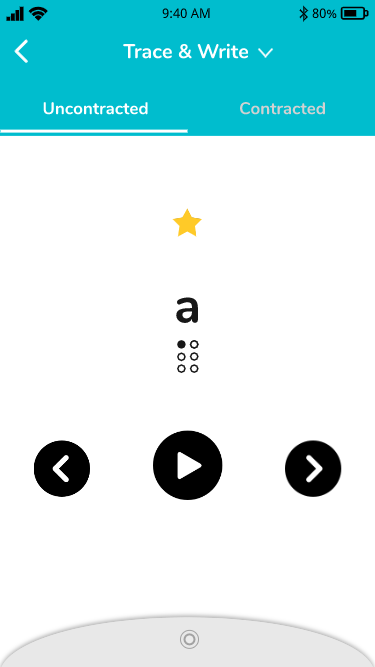 9:40 AM
80%
Trace & Write
Uncontracted
Contracted
a